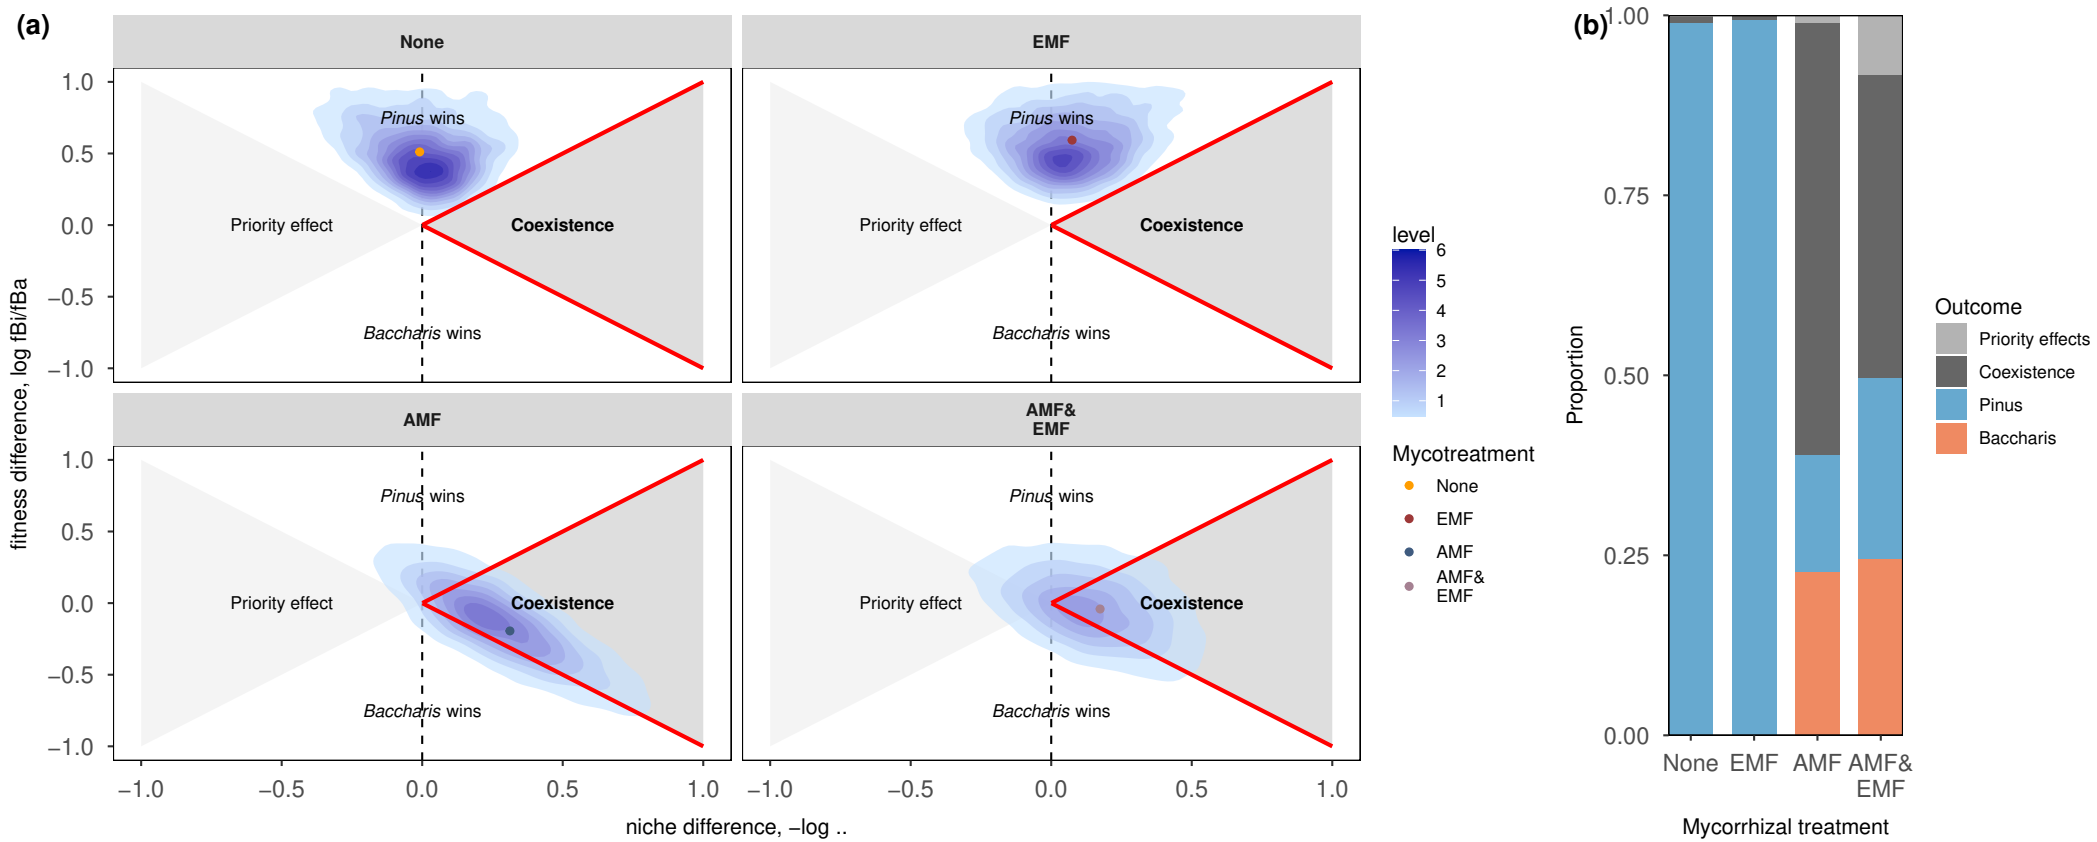 (a)
None
EMF
1.0
0.5
0.0
−0.5
−1.0
Pinus wins
Priority effect
Coexistence
Baccharis wins
Pinus wins
Priority effect
Coexistence
Baccharis wins
AMF
AMF&
EMF
1.0
0.5
0.0
−0.5
−1.0
Pinus wins
Priority effect
Coexistence
Baccharis wins
Pinus wins
Priority effect
Coexistence
Baccharis wins
−1.0 −0.5 0.0 0.5 1.0
−1.0 −0.5 0.0 0.5 1.0
niche difference, −log ..
fitness difference, log fBi/fBa
level
6
5
4
3
2
1
Mycotreatment
None
EMF
AMF
AMF&
EMF
(b)
1.00
0.75
0.50
0.25
0.00
Proportion
None EMF AMF AMF&
EMF
Mycorrhizal treatment
Outcome
Priority effects
Coexistence
Pinus
Baccharis